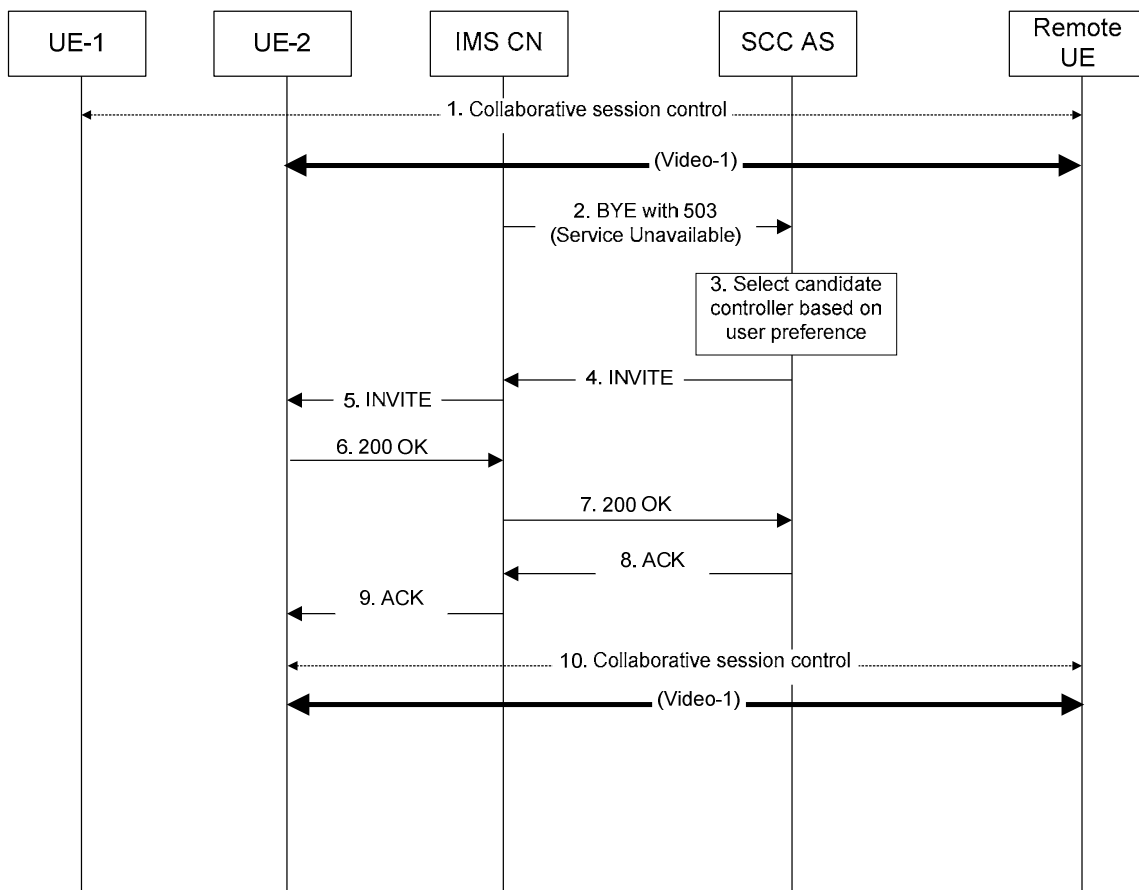 UE-1
UE-2
IMS CN
SCC AS
Remote
UE
1. Collaborative session control
(Video-1)
2. BYE with 503
(Service Unavailable)
3. Select candidate
controller based on
user preference
4. INVITE
5. INVITE
6. 200 OK
7. 200 OK
8. ACK
9. ACK
10. Collaborative session control
(Video-1)